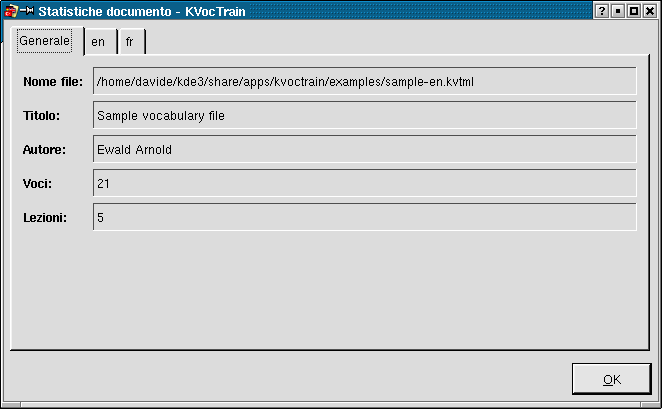 Statistiche documento - KVocTrain
Generale en fr
Nome file: /home/davide/kde3/share/apps/kvoctrain/examples/sample-en.kvtml
Titolo: Sample vocabulary file
Autore: Ewald Arnold
Voci: 21
Lezioni: 5
OK